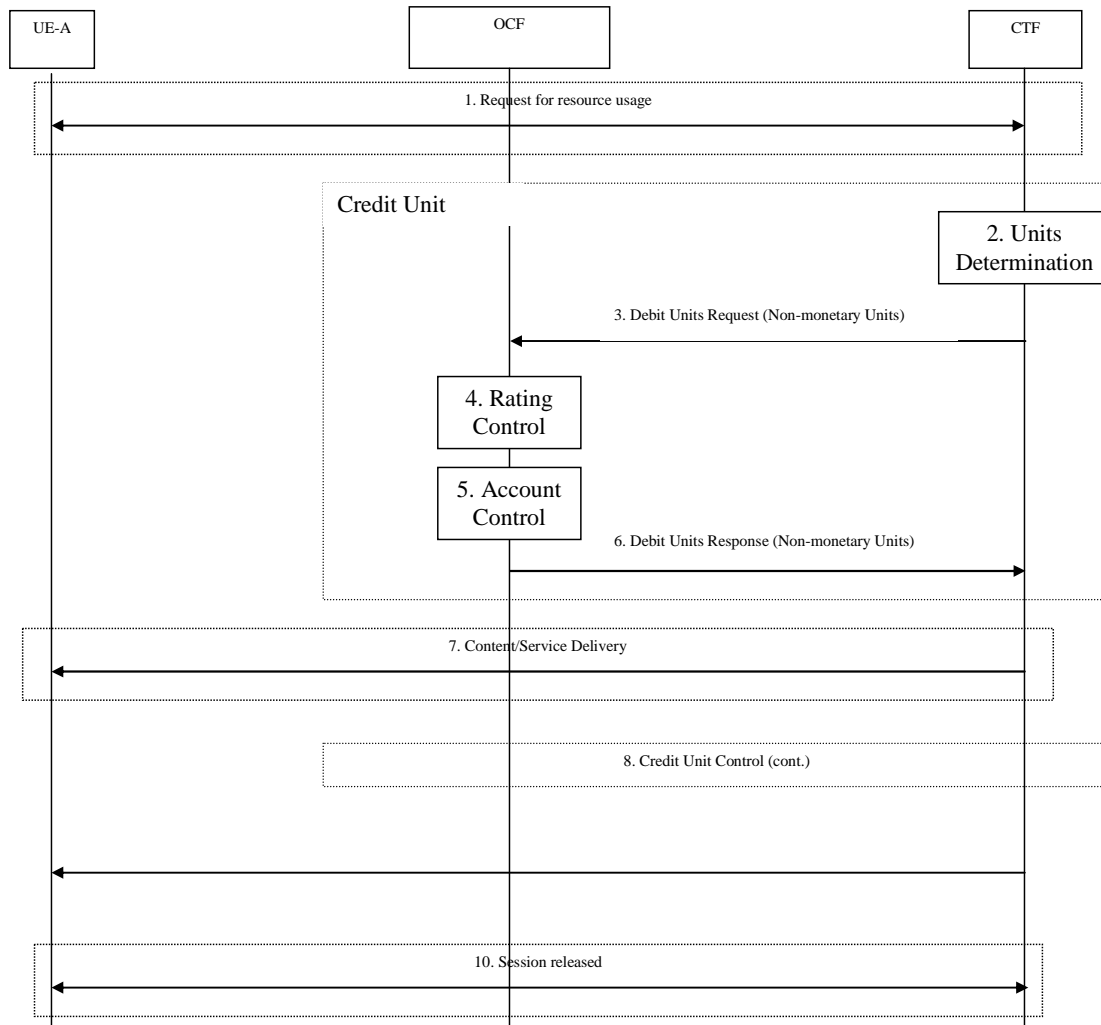 UE-A
OCF
CTF
1. Request for resource usage
Credit Unit
2. Units
Determination
3. Debit Units Request (Non-monetary Units)
4. Rating
Control
5. Account
Control
6. Debit Units Response (Non-monetary Units)
7. Content/Service Delivery
8. Credit Unit Control (cont.)
10. Session released